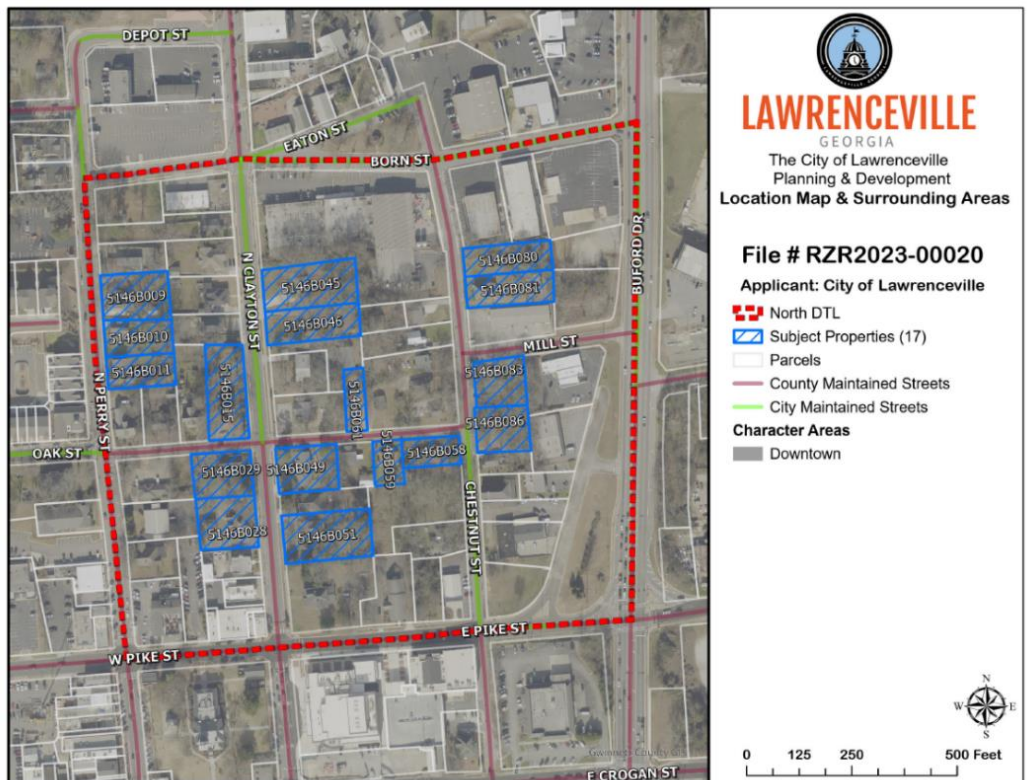 DEPOT ST
EATON ST
BORN ST
BUFORD DR
N CLAYTON ST
N PERRY ST
5146B009
5146B010
5146B011
5146B015
5146B045
5146B046
5146B061
5146B080
5146B081
MILL ST
5146B083
5146B086
OAK ST
5146B029
5146B028
5146B049
5146B059
5146B058
5146B051
CHESTNUT ST
W PIKE ST
E PIKE ST
Gwinnett County GIS
E CROGAN ST
LAWRENCEVILLE
GEORGIA
The City of Lawrenceville
Planning & Development
Location Map & Surrounding Areas
File # RZR2023-00020
Applicant: City of Lawrenceville
North DTL
Subject Properties (17)
Parcels
County Maintained Streets
City Maintained Streets
Character Areas
Downtown
N
W E
S
0 125 250 500 Feet